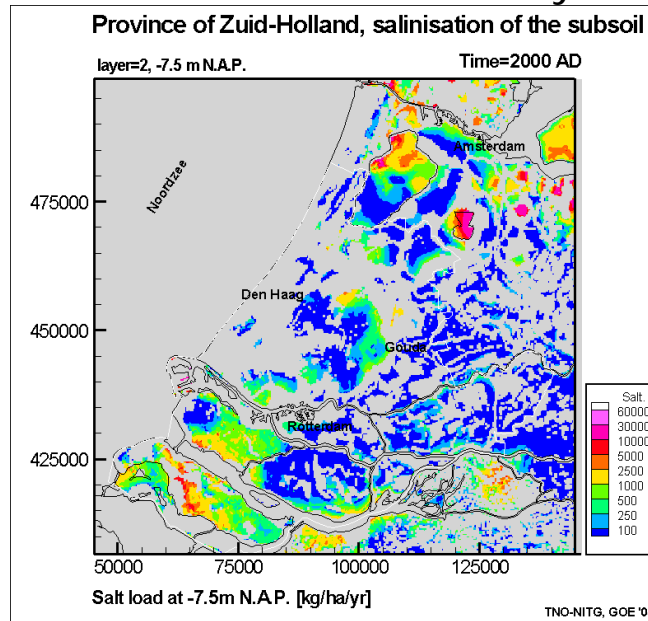 Province of Zuid-Holland, salinisation of the subsoil
layer=2, -7.5 m N.A.P.
Time=2000 AD
Amsterdam
Noordzee
475000
Den Haag
450000
Gouda
Salt.
60000
30000
10000
5000
2500
1000
500
250
100
Rotterdam
425000
50000 75000 100000 125000
Salt load at -7.5m N.A.P. [kg/ha/yr]
TNO-NITG, GOE '0